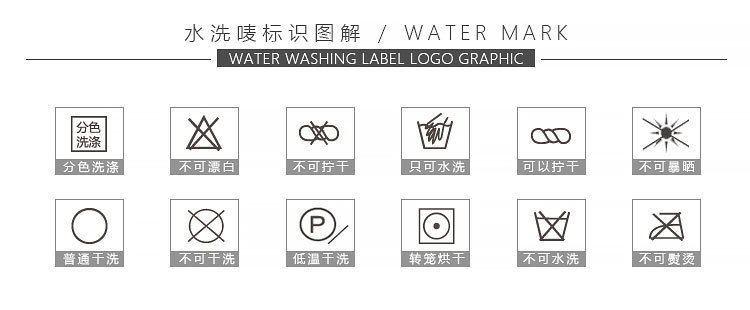 水洗唛标识图解 / WATER MARK
WATER WASHING LABEL LOGO GRAPHIC
分色
洗涤
分色洗涤
不可漂白
不可拧干
只可水洗
可以拧干
不可暴晒
P
普通干洗
不可干洗
低温干洗
转笼烘干
不可水洗
不可熨烫